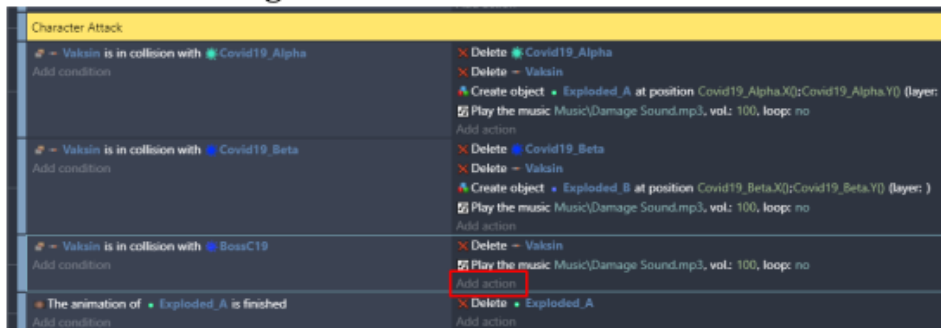 Character Attack
Vaksin is in collision with Covid19_Alpha
Add condition
Delete Covid19_Alpha
Delete Vaksin
Create object Exploded_A at position Covid19_Alpha.X();Covid19_Alpha.Y() (layer:
Play the music Music\Damage Sound.mp3, vol.: 100, loop: no
Add action
Vaksin is in collision with Covid19_Beta
Add condition
Delete Covid19_Beta
Delete Vaksin
Create object Exploded_B at position Covid19_Beta.X();Covid19_Beta.Y() (layer: )
Play the music Music\Damage Sound.mp3, vol.: 100, loop: no
Add action
Vaksin is in collision with BossC19
Add condition
Delete Vaksin
Play the music Music\Damage Sound.mp3, vol.: 100, loop: no
Add action
The animation of Exploded_A is finished
Add condition
Delete Exploded_A
Add action